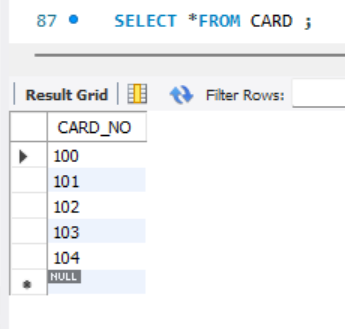 87 SELECT *FROM CARD ;
Result Grid Filter Rows:
CARD_NO
100
101
102
103
104
NULL